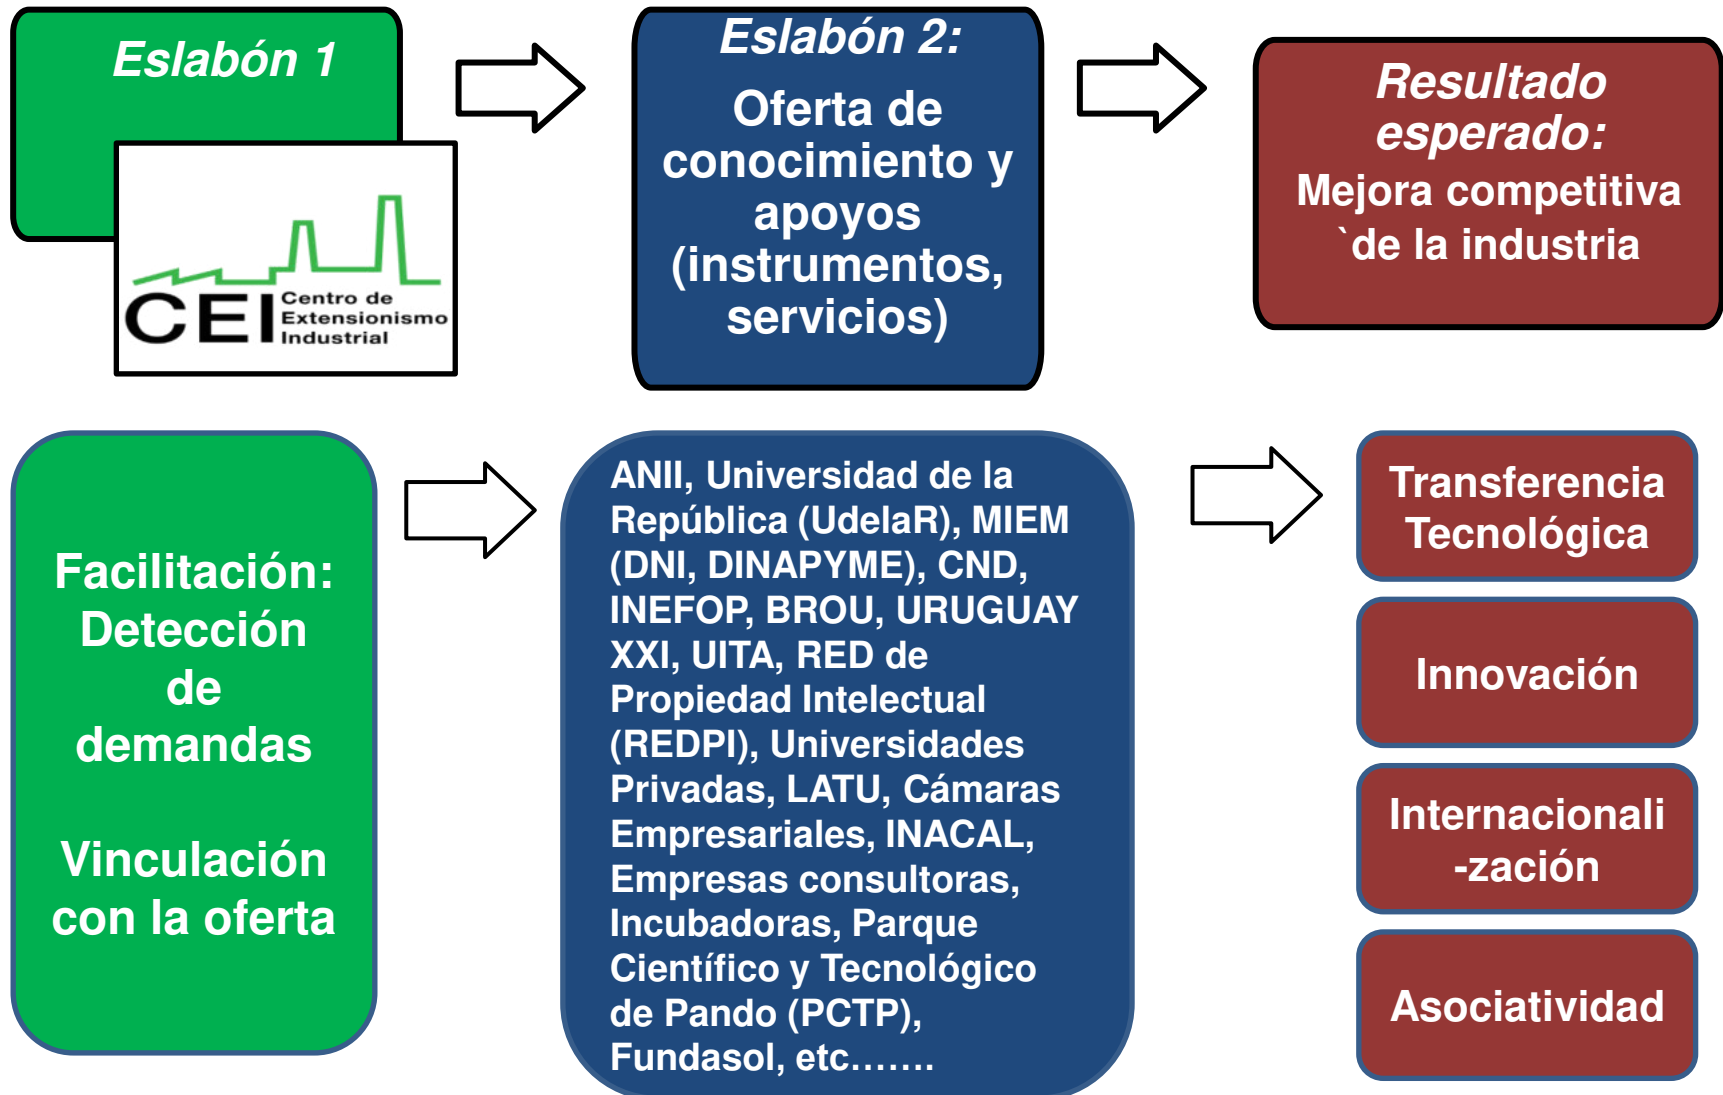 Eslabón 1
CEI
Centro de
Extensionismo
Industrial
Eslabón 2:
Oferta de
conocimiento y
apoyos
(instrumentos,
servicios)
Resultado
esperado:
Mejora competitiva
`de la industria
Facilitación:
Detección
de
demandas
Vinculación
con la oferta
ANII, Universidad de la
República (UdelaR), MIEM
(DNI, DINAPYME), CND,
INEFOP, BROU, URUGUAY
XXI, UITA, RED de
Propiedad Intelectual
(REDPI), Universidades
Privadas, LATU, Cámaras
Empresariales, INACAL,
Empresas consultoras,
Incubadoras, Parque
Científico y Tecnológico
de Pando (PCTP),
Fundasol, etc…….
Transferencia
Tecnológica
Innovación
Internacionali
-zación
Asociatividad